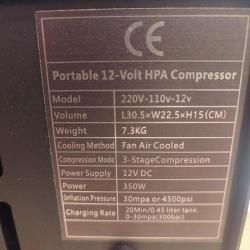 CE
Portable 12-Volt HPA Compressor
Model 220V-110v-12v
Volume L30.5×W22.5×H15(CM)
Weight 7.3KG
Cooling Method Fan Air Cooled
Compression Mode 3-StageCompression
Power Supply 12V DC
Power 350W
Inflation Pressure 30mpa or 4500psi
Charging Rate 20Min/0.45 liter tank.
0-30mpa(300bar)